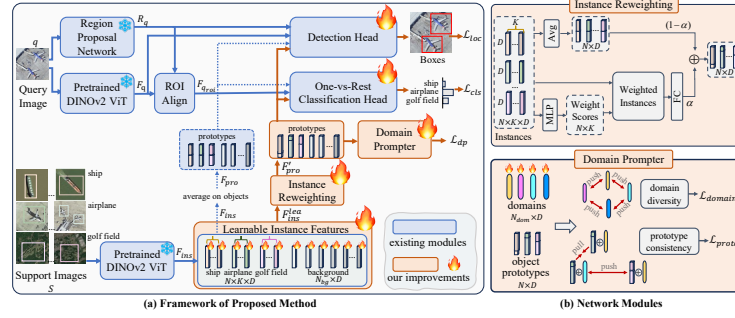 q
Query Image
Region
Proposal
Network
R_q
Pretrained
DINOv2 ViT
F_q
ROI
Align
F_{q_{roi}}
Detection Head
Boxes
ℒ_loc
One-vs-Rest
Classification Head
ship
airplane
golf field
ℒ_cls
prototypes
F_pro
average on objects
F_ins
prototypes
F'_pro
Domain
Prompter
ℒ_dp
Instance
Reweighting
F_ins^lea
ship
airplane
golf field
Support Images
S
Pretrained
DINOv2 ViT
F_ins
Learnable Instance Features
ship airplane golf field
N×K×D
background
N_bg×D
existing modules
our improvements
(a) Framework of Proposed Method
Instance Reweighting
K
D
D
D
N×K×D
Instances
Avg
N×D
(1-α)
MLP
Weight
Scores
N×K
Weighted
Instances
FC
α
N×D
Domain Prompter
domains
N_dom×D
object
prototypes
N×D
push
push
push
push
pull
push
domain
diversity
ℒ_domain
prototype
consistency
ℒ_proto
(b) Network Modules